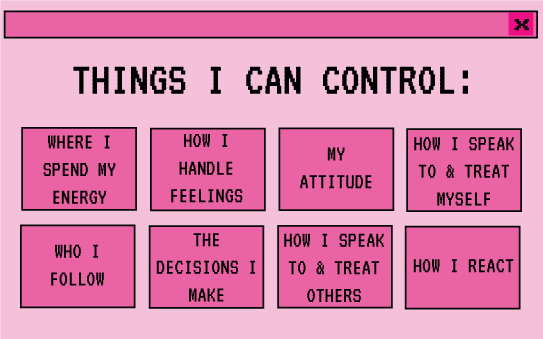 THINGS I CAN CONTROL:
WHERE I
SPEND MY
ENERGY
HOW I
HANDLE
FEELINGS
MY
ATTITUDE
HOW I SPEAK
TO & TREAT
MYSELF
WHO I
FOLLOW
THE
DECISIONS I
MAKE
HOW I SPEAK
TO & TREAT
OTHERS
HOW I REACT